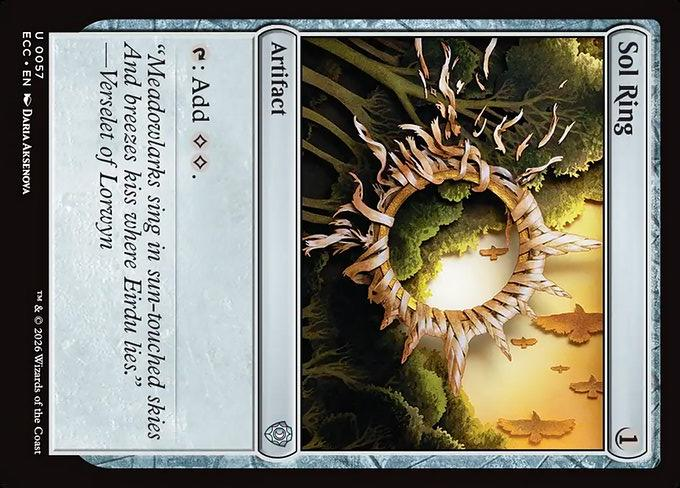 Sol Ring
1
Artifact
: Add .
“Meadowlarks sing in sun-touched skies
And breezes kiss where Eirdu lies.”
—Verselet of Lorwyn
U 0057
ECC • EN DARIA AKSENOVA
™ & © 2026 Wizards of the Coast